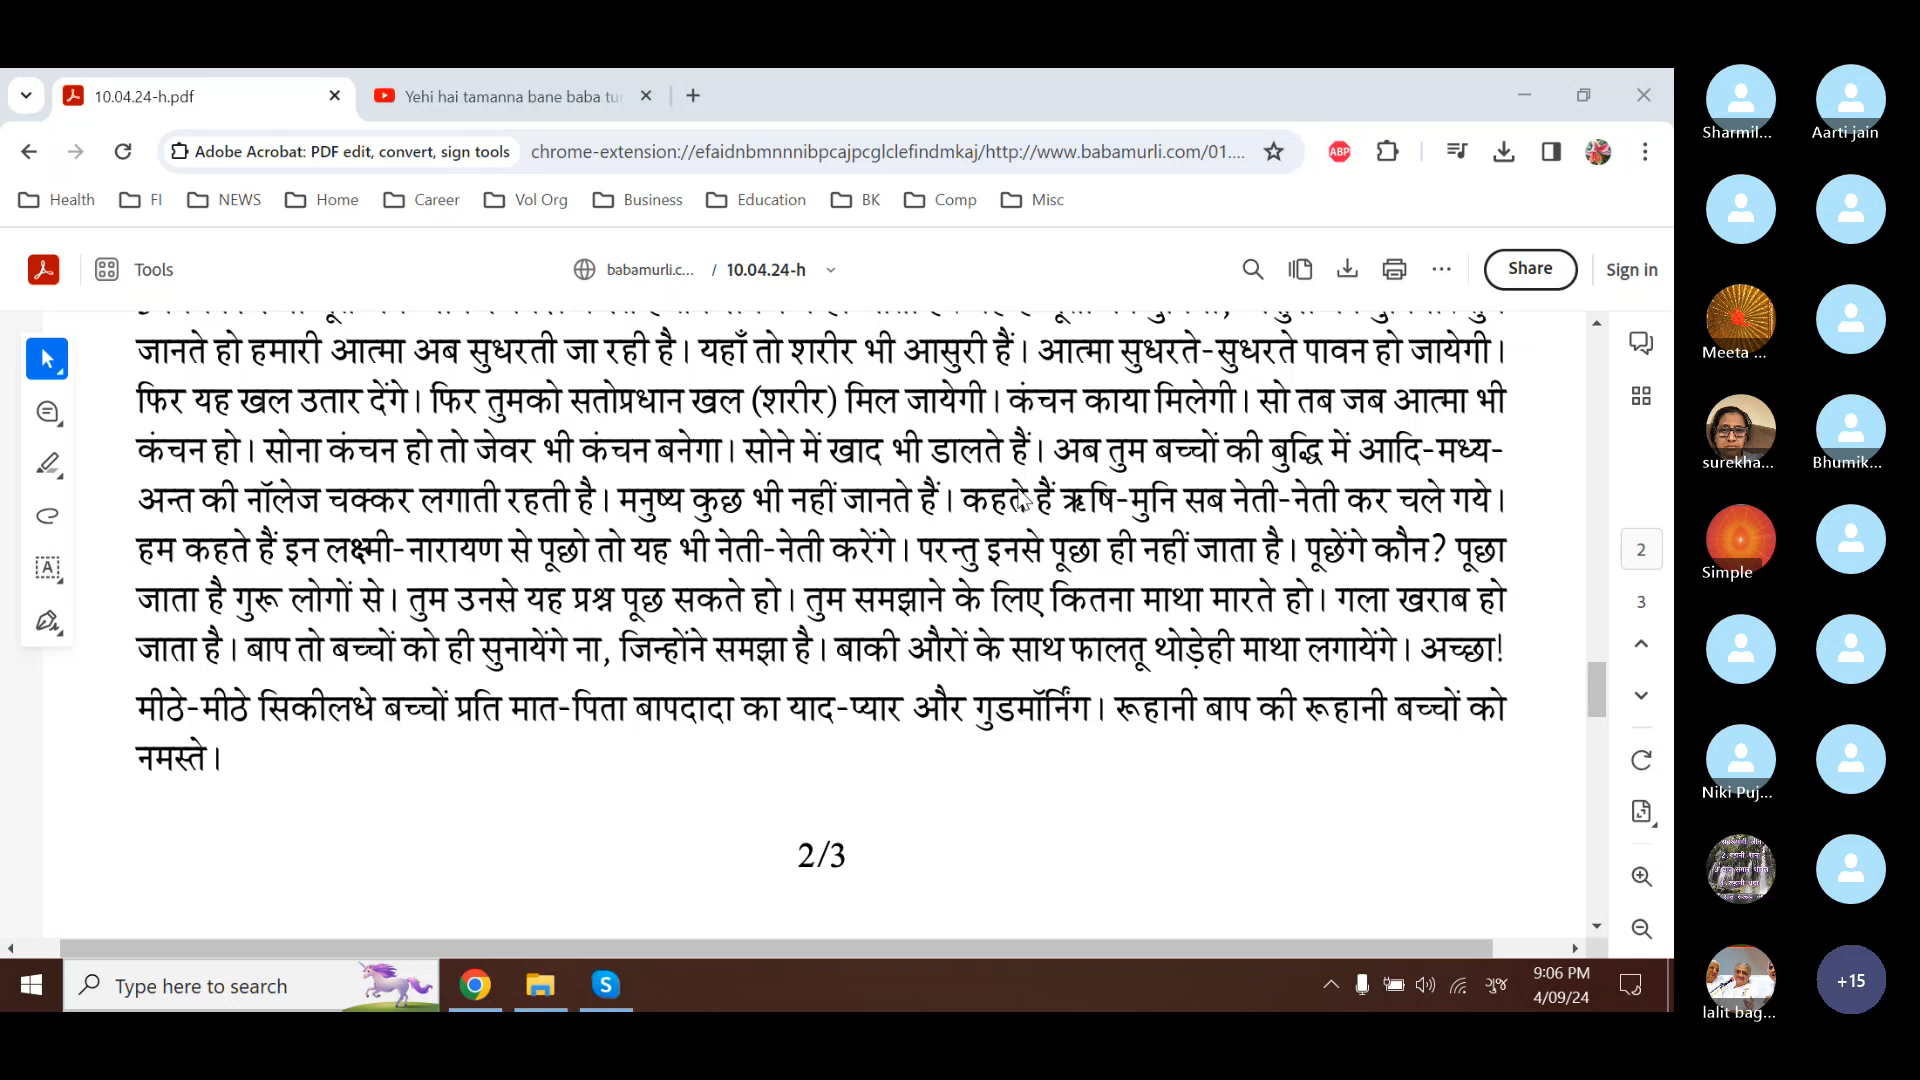 10.04.24-h.pdf
Yehi hai tamanna bane baba tu
Adobe Acrobat: PDF edit, convert, sign tools
chrome-extension://efaidnbmnnnibpcajpcglclefindmkaj/http://www.babamurli.com/01....
ABP
Health
FI
NEWS
Home
Career
Vol Org
Business
Education
BK
Comp
Misc
Tools
babamurli.c... / 10.04.24-h
Share
Sign in
जानते हो हमारी आत्मा अब सुधरती जा रही है। यहाँ तो शरीर भी आसुरी हैं। आत्मा सुधरते-सुधरते पावन हो जायेगी।
फिर यह खल उतार देंगे। फिर तुमको सतोप्रधान खल (शरीर) मिल जायेगी। कंचन काया मिलेगी। सो तब जब आत्मा भी
कंचन हो। सोना कंचन हो तो जेवर भी कंचन बनेगा। सोने में खाद भी डालते हैं। अब तुम बच्चों की बुद्धि में आदि-मध्य-
अन्त की नॉलेज चक्कर लगाती रहती है। मनुष्य कुछ भी नहीं जानते हैं। कहते हैं ऋषि-मुनि सब नेती-नेती कर चले गये।
हम कहते हैं इन लक्ष्मी-नारायण से पूछो तो यह भी नेती-नेती करेंगे। परन्तु इनसे पूछा ही नहीं जाता है। पूछेंगे कौन? पूछा
जाता है गुरू लोगों से। तुम उनसे यह प्रश्न पूछ सकते हो। तुम समझाने के लिए कितना माथा मारते हो। गला खराब हो
जाता है। बाप तो बच्चों को ही सुनायेंगे ना, जिन्होंने समझा है। बाकी औरों के साथ फालतू थोड़ेही माथा लगायेंगे। अच्छा!
मीठे-मीठे सिकीलधे बच्चों प्रति मात-पिता बापदादा का याद-प्यार और गुडमॉर्निंग। रूहानी बाप की रूहानी बच्चों को
नमस्ते।
2/3
2
3
Type here to search
ગુજ
9:06 PM
4/09/24
Sharmil...
Aarti jain
Meeta ...
surekha...
Bhumik...
Simple
Niki Puj...
lalit bag...
+15